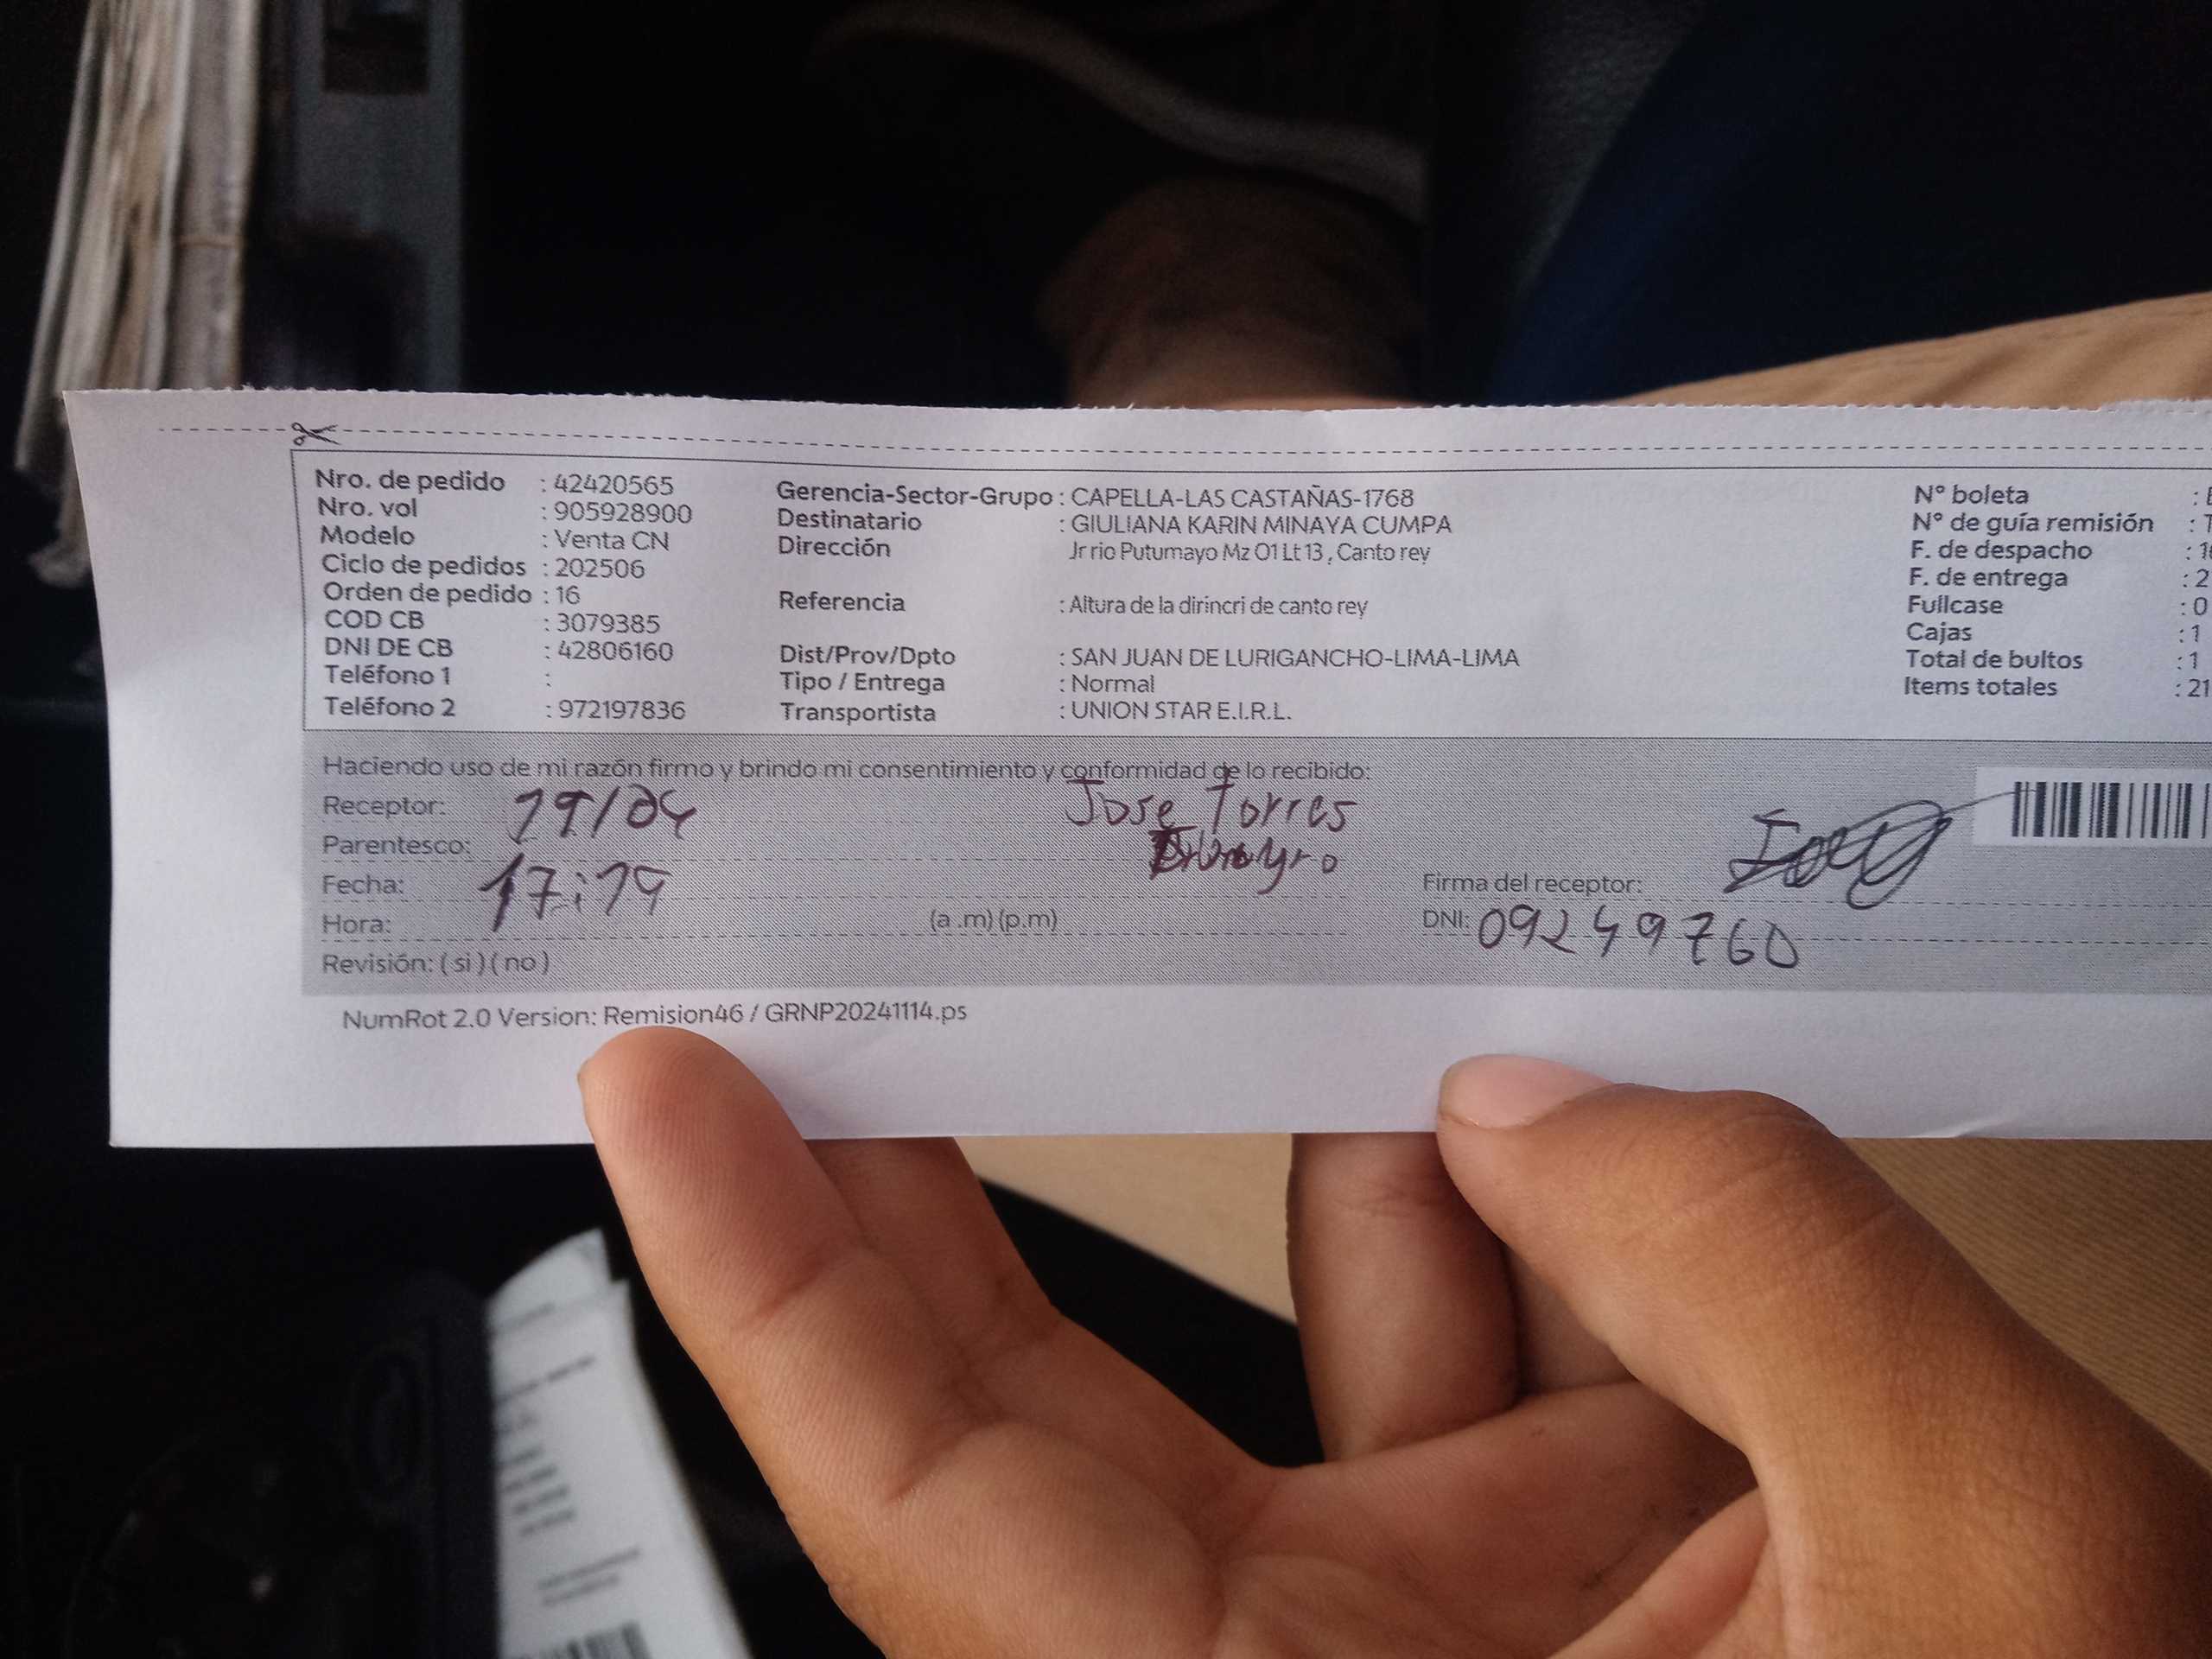 Nro. de pedido : 42420565
Nro. vol : 905928900
Modelo : Venta CN
Ciclo de pedidos : 202506
Orden de pedido : 16
COD CB : 3079385
DNI DE CB : 42806160
Teléfono 1 :
Teléfono 2 : 972197836
Gerencia-Sector-Grupo : CAPELLA-LAS CASTAÑAS-1768
Destinatario : GIULIANA KARIN MINAYA CUMPA
Dirección Jr rio Putumayo Mz O1 Lt 13 , Canto rey
Referencia : Altura de la dirincri de canto rey
Dist/Prov/Dpto : SAN JUAN DE LURIGANCHO-LIMA-LIMA
Tipo / Entrega : Normal
Transportista : UNION STAR E.I.R.L.
N° boleta :
N° de guía remisión :
F. de despacho :
F. de entrega :
Fullcase : 0
Cajas : 1
Total de bultos : 1
Items totales : 21
Haciendo uso de mi razón firmo y brindo mi consentimiento y conformidad de lo recibido:
Receptor: 19/04 Jose Torres
Parentesco:
Fecha: 17:19
Hora: (a .m) (p.m)
Revisión: ( si ) ( no )
Firma del receptor:
DNI: 09249760
NumRot 2.0 Version: Remision46 / GRNP20241114.ps